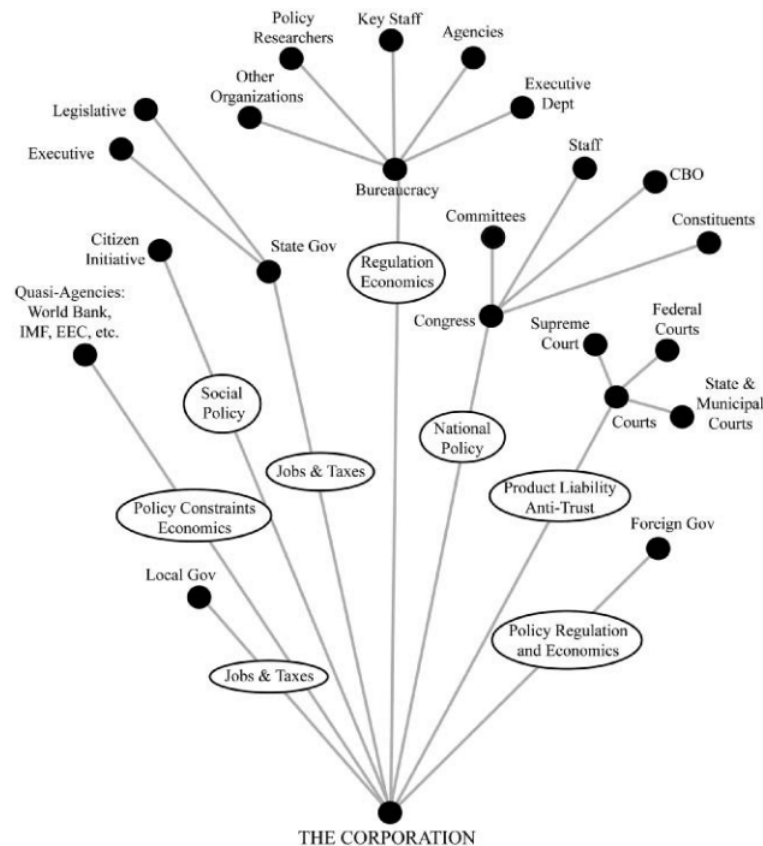 Policy
Researchers
Key Staff
Agencies
Other
Organizations
Executive
Dept
Legislative
Executive
Bureaucracy
Staff
CBO
Committees
Constituents
Citizen
Initiative
State Gov
Regulation
Economics
Quasi-Agencies:
World Bank,
IMF, EEC, etc.
Congress
Supreme
Court
Federal
Courts
State &
Municipal
Courts
Courts
Social
Policy
National
Policy
Jobs & Taxes
Product Liability
Anti-Trust
Policy Constraints
Economics
Foreign Gov
Local Gov
Policy Regulation
and Economics
Jobs & Taxes
THE CORPORATION